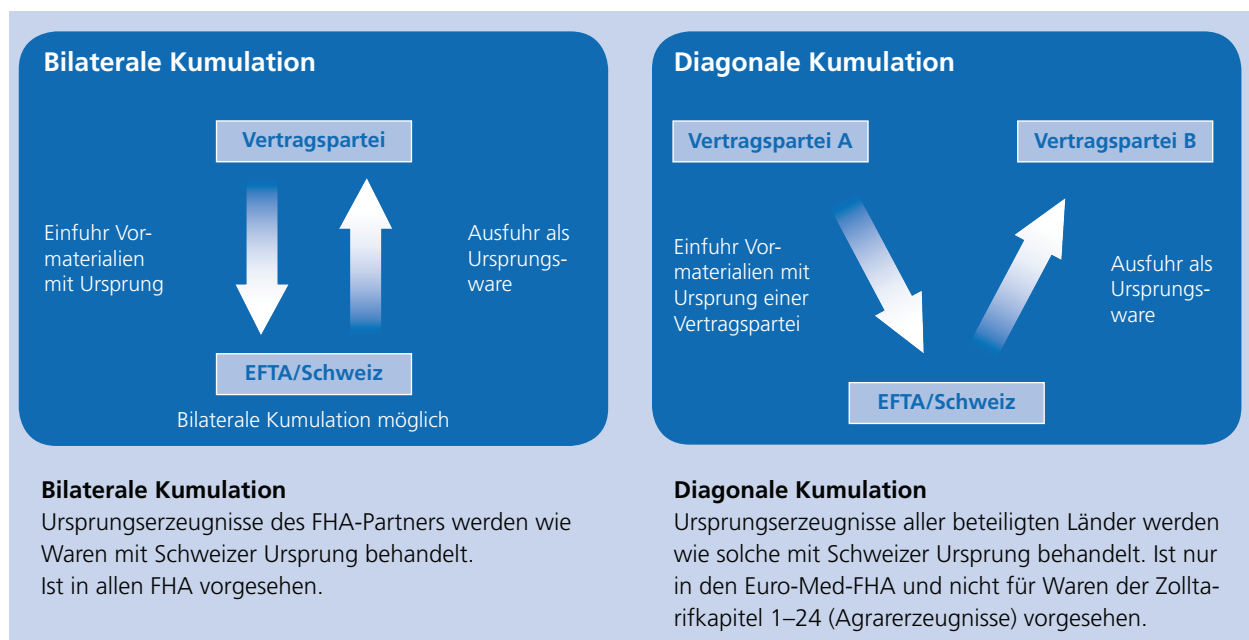 Bilaterale Kumulation
Vertragspartei
Einfuhr Vor-
materialien
mit Ursprung
Ausfuhr als
Ursprungs-
ware
EFTA/Schweiz
Bilaterale Kumulation möglich
Bilaterale Kumulation
Ursprungserzeugnisse des FHA-Partners werden wie
Waren mit Schweizer Ursprung behandelt.
Ist in allen FHA vorgesehen.
Diagonale Kumulation
Vertragspartei A
Vertragspartei B
Einfuhr Vor-
materialien mit
Ursprung einer
Vertragspartei
Ausfuhr als
Ursprungs-
ware
EFTA/Schweiz
Diagonale Kumulation
Ursprungserzeugnisse aller beteiligten Länder werden
wie solche mit Schweizer Ursprung behandelt. Ist nur
in den Euro-Med-FHA und nicht für Waren der Zollta-
rifkapitel 1–24 (Agrarerzeugnisse) vorgesehen.